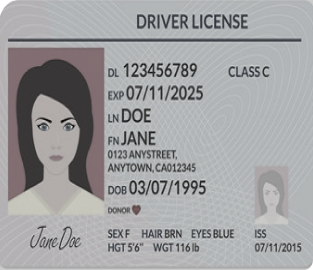 DRIVER LICENSE
DL 123456789 CLASS C
EXP 07/11/2025
LN DOE
FN JANE
0123 ANYSTREET,
ANYTOWN, CA012345
DOB 03/07/1995
DONOR
Jane Doe
SEX F HAIR BRN EYES BLUE ISS
HGT 5'6" WGT 116 lb 07/11/2015